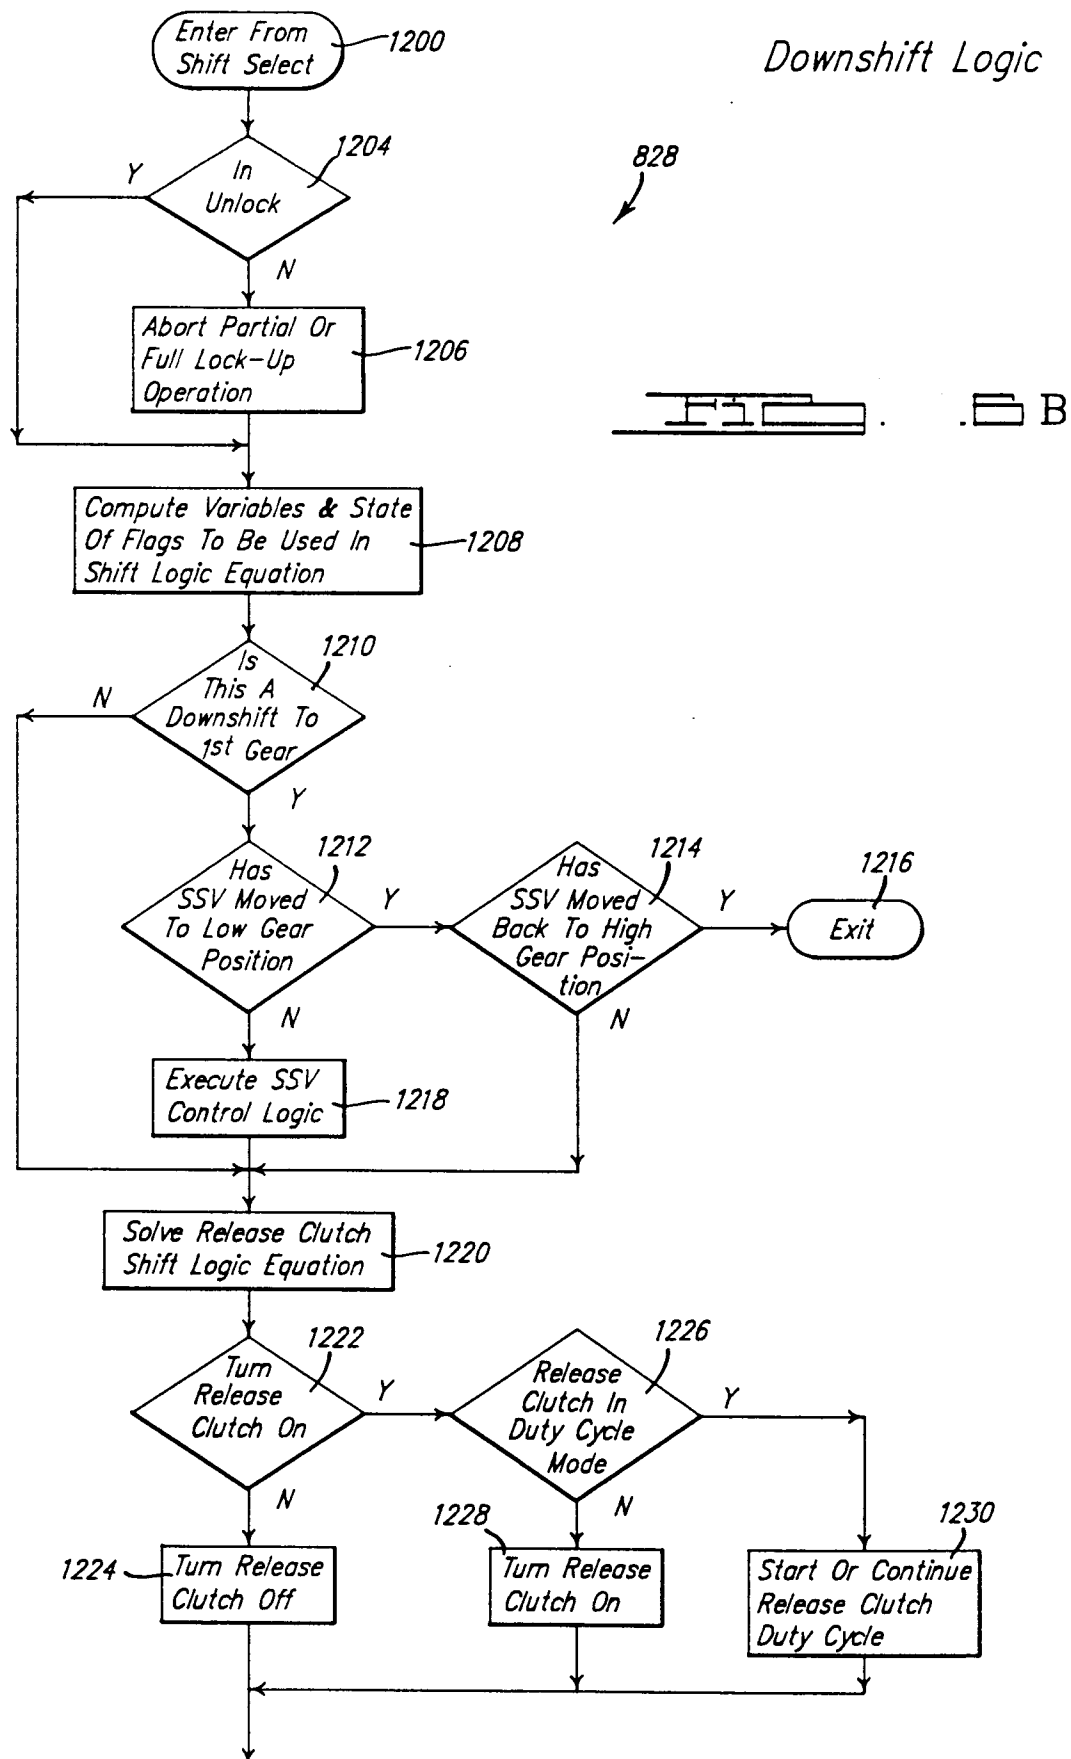 Enter From
Shift Select
1200
Downshift Logic
828
1204
In
Unlock
Y
N
Abort Partial Or
Full Lock-Up
Operation
1206
B
Compute Variables & State
Of Flags To Be Used In
Shift Logic Equation
1208
1210
Is
This A
Downshift To
1st Gear
N
Y
1212
Has
SSV Moved
To Low Gear
Position
Y
N
1214
Has
SSV Moved
Back To High
Gear Posi-
tion
Y
N
1216
Exit
Execute SSV
Control Logic
1218
Solve Release Clutch
Shift Logic Equation
1220
1222
Turn
Release
Clutch On
Y
N
1226
Release
Clutch In
Duty Cycle
Mode
Y
N
1224
Turn Release
Clutch Off
1228
Turn Release
Clutch On
1230
Start Or Continue
Release Clutch
Duty Cycle